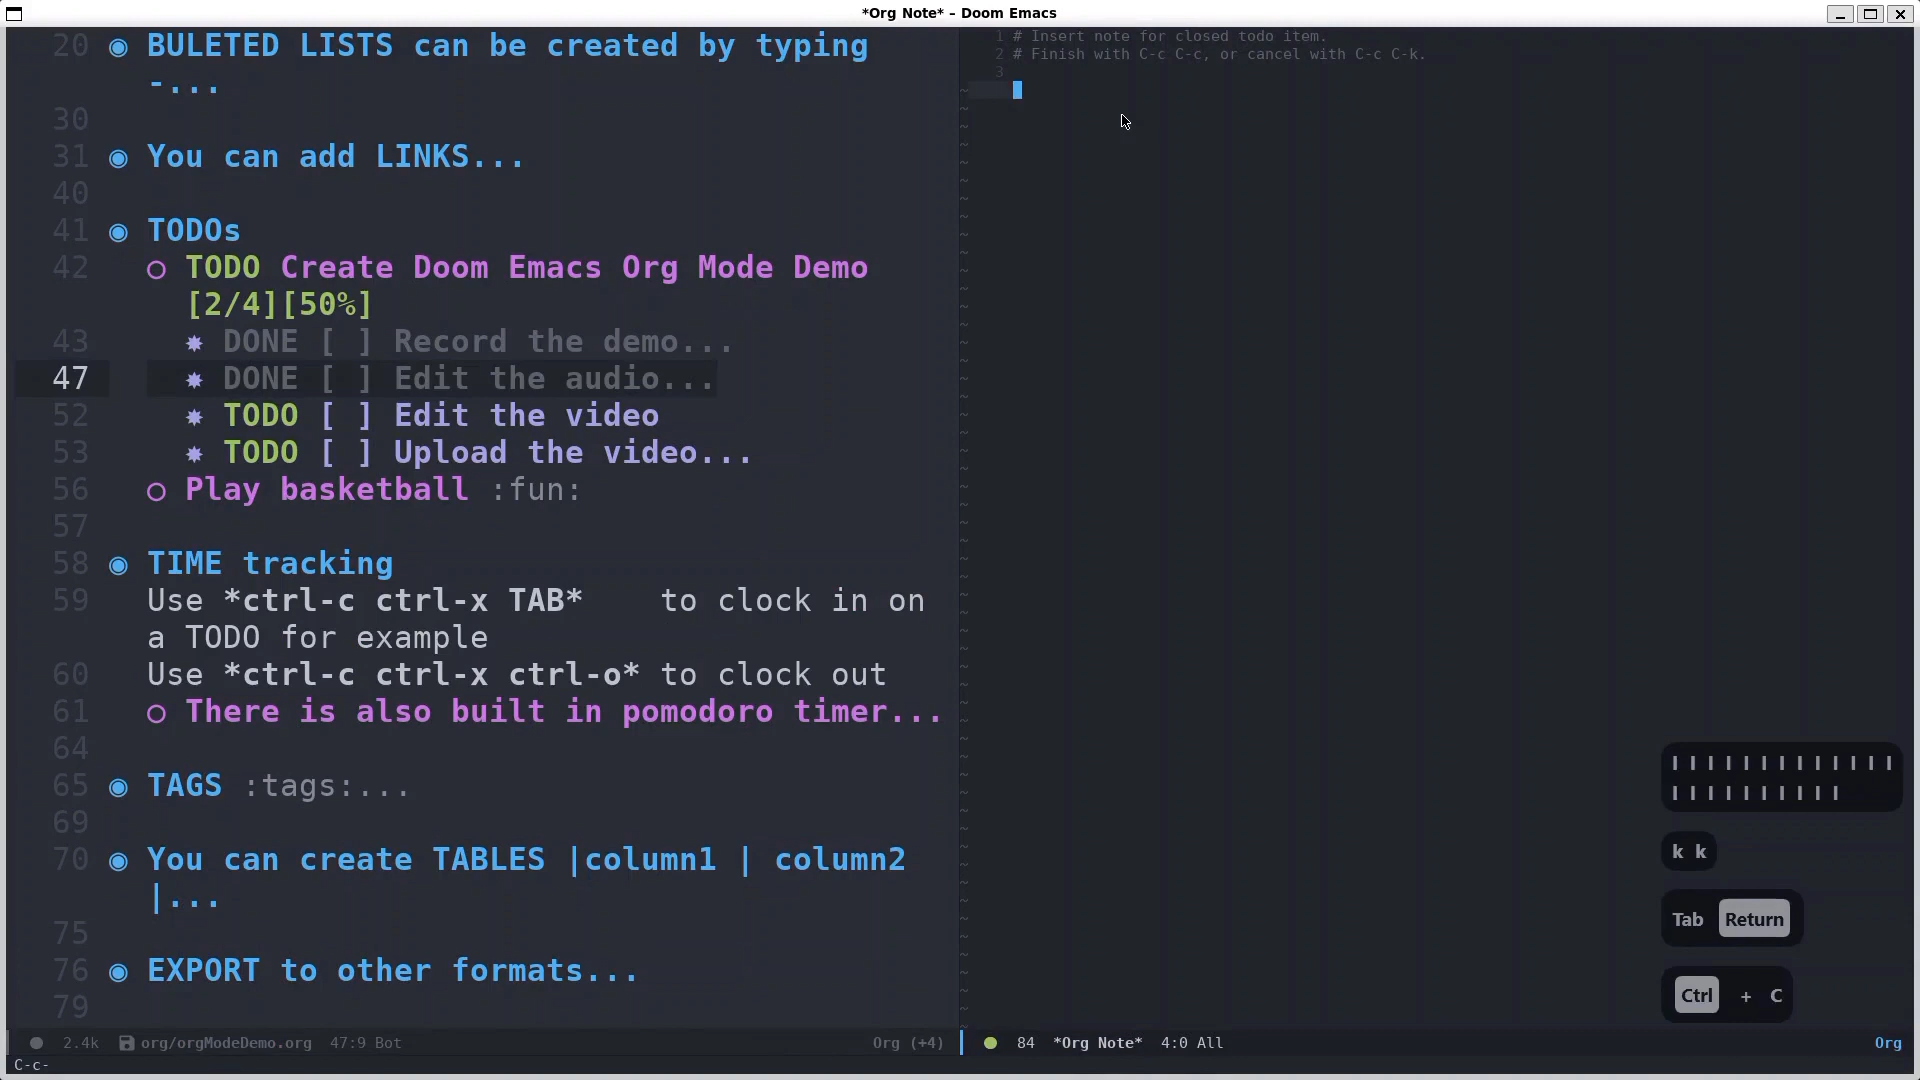 *Org Note* – Doom Emacs
20 ◉ BULETED LISTS can be created by typing
-...
30
31 ◉ You can add LINKS...
40
41 ◉ TODOs
42 ○ TODO Create Doom Emacs Org Mode Demo
[2/4][50%]
43 ✸ DONE [ ] Record the demo...
47 ✸ DONE [ ] Edit the audio...
52 ✸ TODO [ ] Edit the video
53 ✸ TODO [ ] Upload the video...
56 ○ Play basketball :fun:
57
58 ◉ TIME tracking
59 Use *ctrl-c ctrl-x TAB*    to clock in on
a TODO for example
60 Use *ctrl-c ctrl-x ctrl-o* to clock out
61 ○ There is also built in pomodoro timer...
64
65 ◉ TAGS :tags:...
69
70 ◉ You can create TABLES |column1 | column2
|...
75
76 ◉ EXPORT to other formats...
79
2.4k org/orgModeDemo.org 47:9 Bot Org (+4)
C-c-
1 # Insert note for closed todo item.
2 # Finish with C-c C-c, or cancel with C-c C-k.
3
l l l l l l l l l l l l l
l l l l l l l l l l
k k
Tab Return
Ctrl + C
84 *Org Note* 4:0 All Org